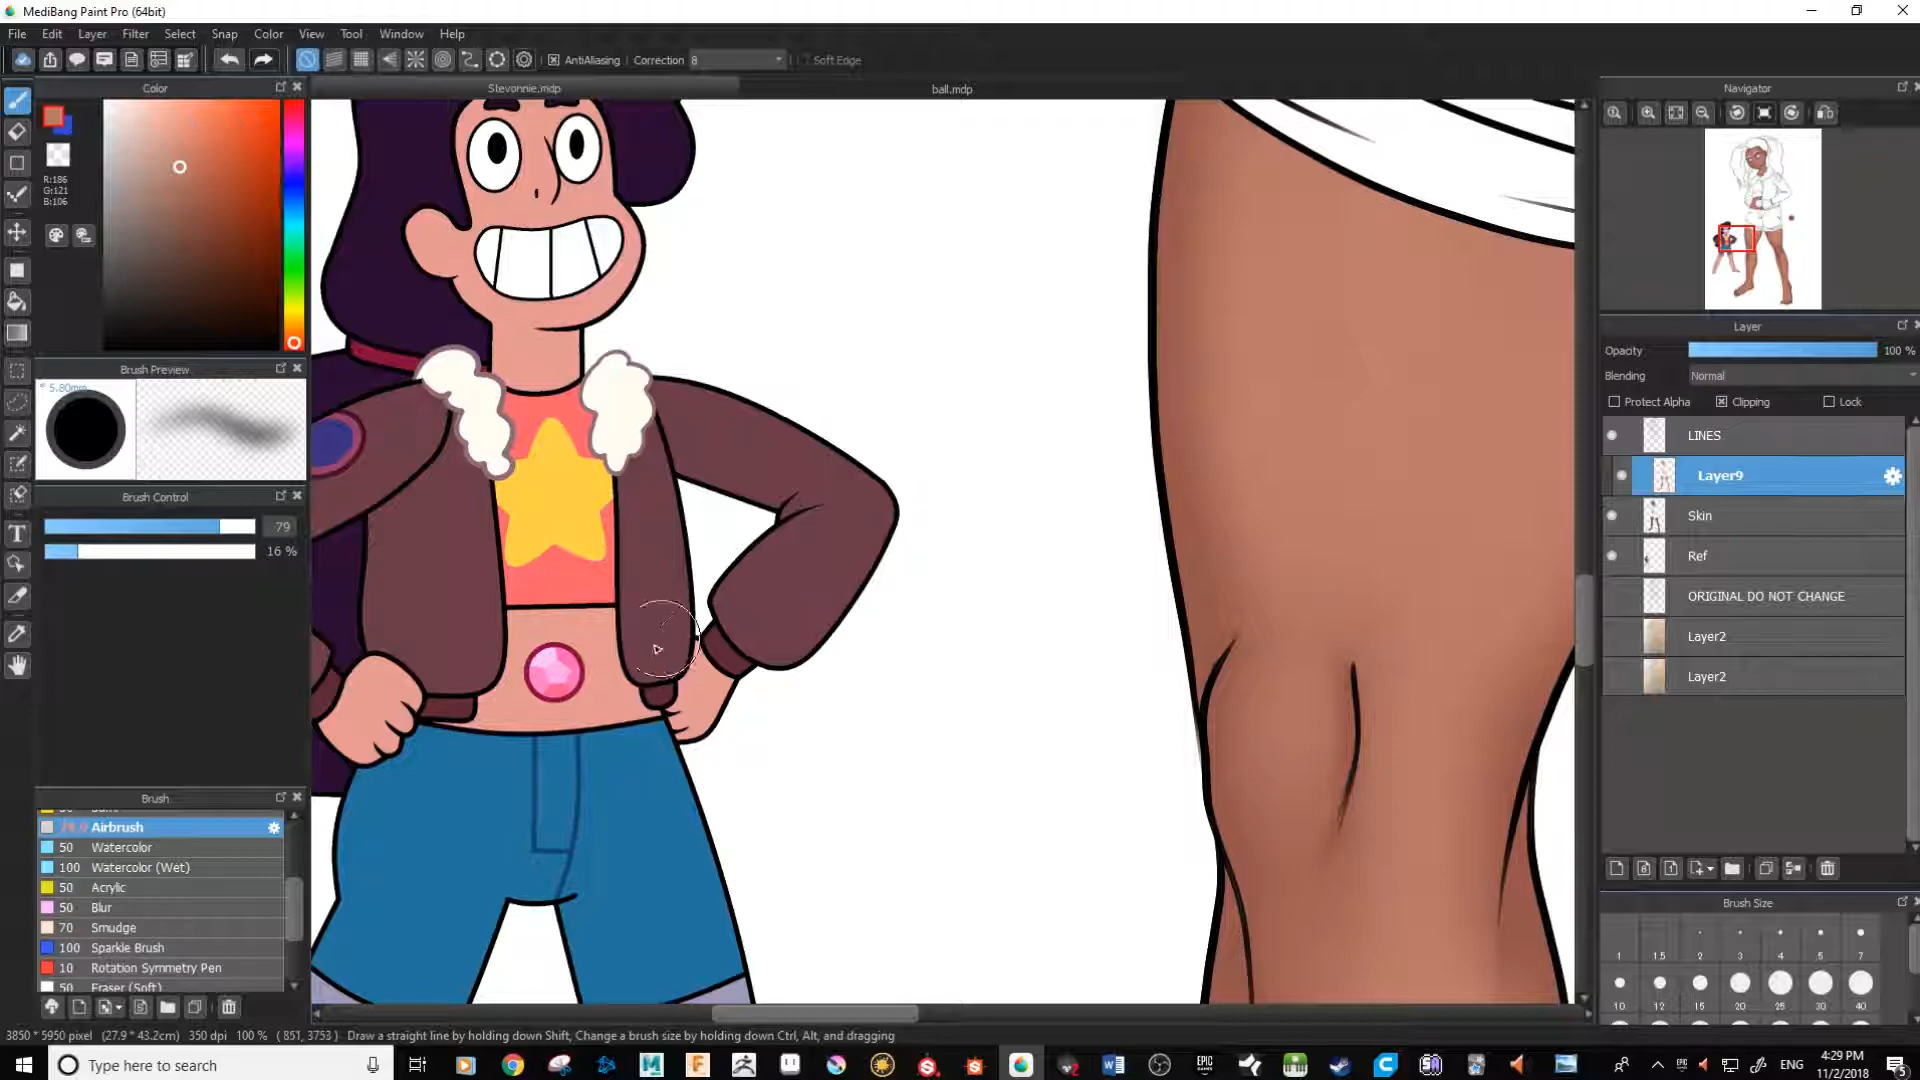 MediBang Paint Pro (64bit)
File Edit Layer Filter Select Snap Color View Tool Window Help
AntiAliasing Correction 8 Soft Edge
Color
Stevonnie.mdp
ball.mdp
Navigator
R:186
G:121
B:106
Layer
Opacity 100 %
Blending Normal
Protect Alpha Clipping Lock
LINES
Layer9
Skin
Ref
ORIGINAL DO NOT CHANGE
Layer2
Layer2
Brush Preview
5.80mm
Brush Control
79
16 %
Brush
Airbrush
50 Watercolor
100 Watercolor (Wet)
50 Acrylic
50 Blur
70 Smudge
100 Sparkle Brush
10 Rotation Symmetry Pen
50 Eraser (Soft)
Brush Size
1 1.5 2 3 4 5 7
10 12 15 20 25 30 40
3850 * 5950 pixel (27.9 * 43.2cm) 350 dpi 100 % ( 851, 3753 ) Draw a straight line by holding down Shift, Change a brush size by holding down Ctrl, Alt, and dragging
Type here to search
ENG
4:29 PM
11/2/2018
5